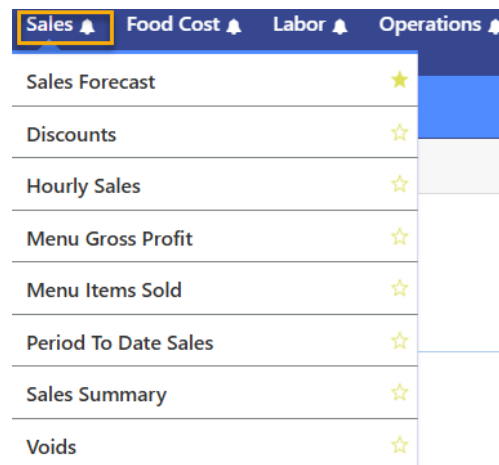 Sales Food Cost Labor Operations
Sales Forecast
Discounts
Hourly Sales
Menu Gross Profit
Menu Items Sold
Period To Date Sales
Sales Summary
Voids